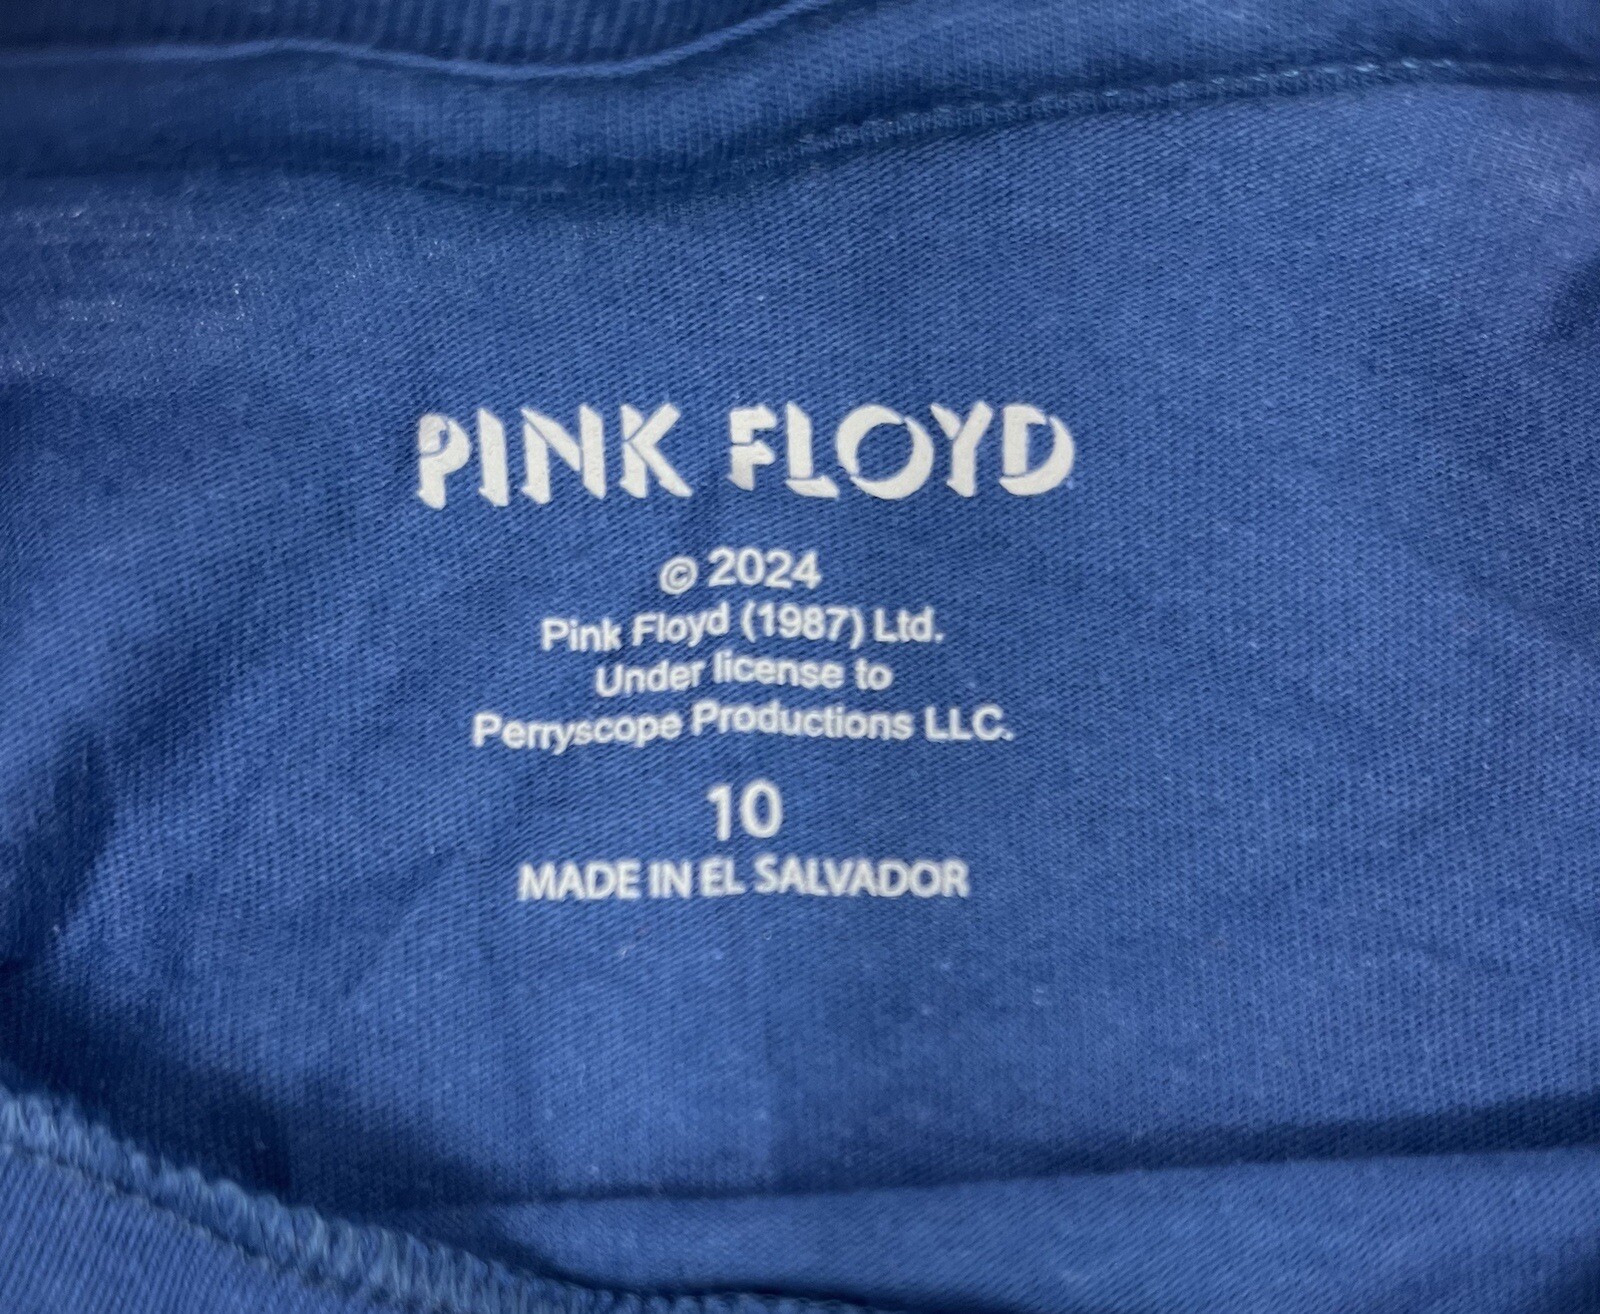 PINK FLOYD
© 2024
Pink Floyd (1987) Ltd.
Under license to
Perryscope Productions LLC.
10
MADE IN EL SALVADOR